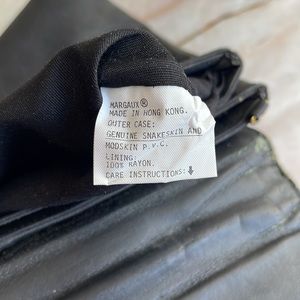 MARGAUX®
MADE IN HONG KONG.
OUTER CASE:
GENUINE SNAKESKIN AND
MODSKIN P.V.C.
LINING:
100% RAYON.
CARE INSTRUCTIONS:⬇